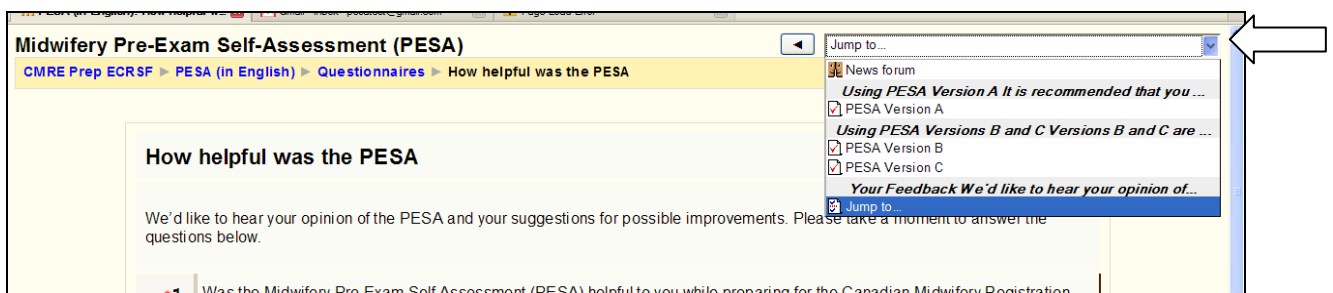 Midwifery Pre-Exam Self-Assessment (PESA)
Jump to...
CMRE Prep ECRSF ► PESA (in English) ► Questionnaires ► How helpful was the PESA
News forum
Using PESA Version A It is recommended that you ...
PESA Version A
Using PESA Versions B and C Versions B and C are ...
PESA Version B
PESA Version C
Your Feedback We'd like to hear your opinion of...
Jump to...
How helpful was the PESA
We'd like to hear your opinion of the PESA and your suggestions for possible improvements. Please take a moment to answer the
questions below.
*1 Was the Midwifery Pre-Exam Self Assessment (PESA) helpful to you while preparing for the Canadian Midwifery Registration